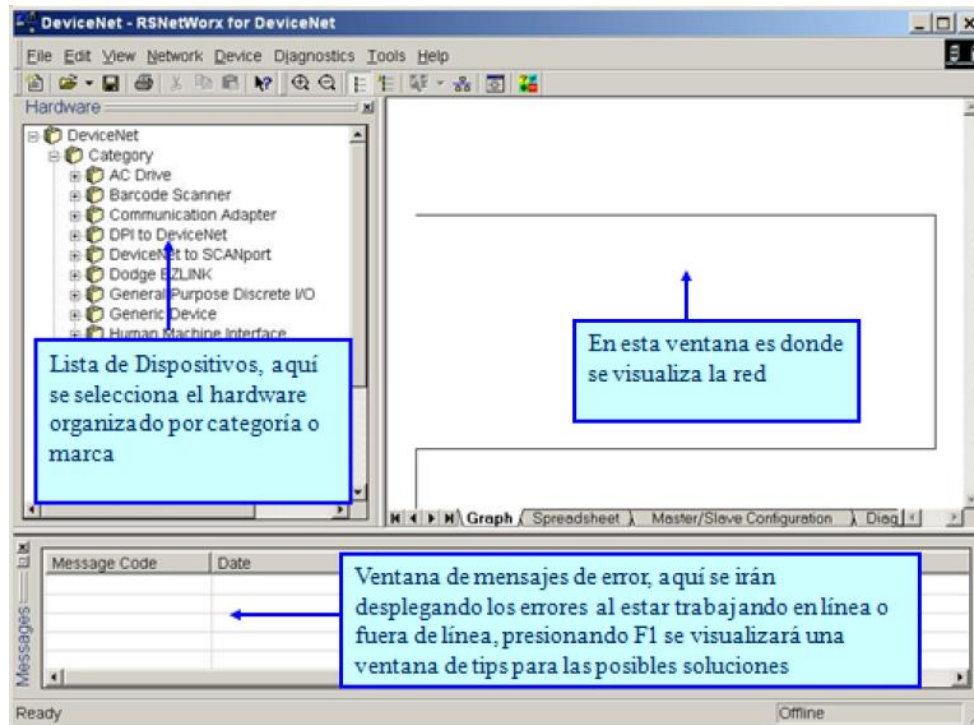 DeviceNet - RSNetWorx for DeviceNet
File Edit View Network Device Diagnostics Tools Help
Hardware
DeviceNet
Category
AC Drive
Barcode Scanner
Communication Adapter
DPI to DeviceNet
DeviceNet to SCANport
Dodge EZLINK
General Purpose Discrete I/O
Generic Device
Human Machine Interface
Lista de Dispositivos, aquí
se selecciona el hardware
organizado por categoría o
marca
En esta ventana es donde
se visualiza la red
Graph Spreadsheet Master/Slave Configuration Diag
Messages
Message Code Date
Ventana de mensajes de error, aquí se irán
desplegando los errores al estar trabajando en línea o
fuera de línea, presionando F1 se visualizará una
ventana de tips para las posibles soluciones
Ready Offline